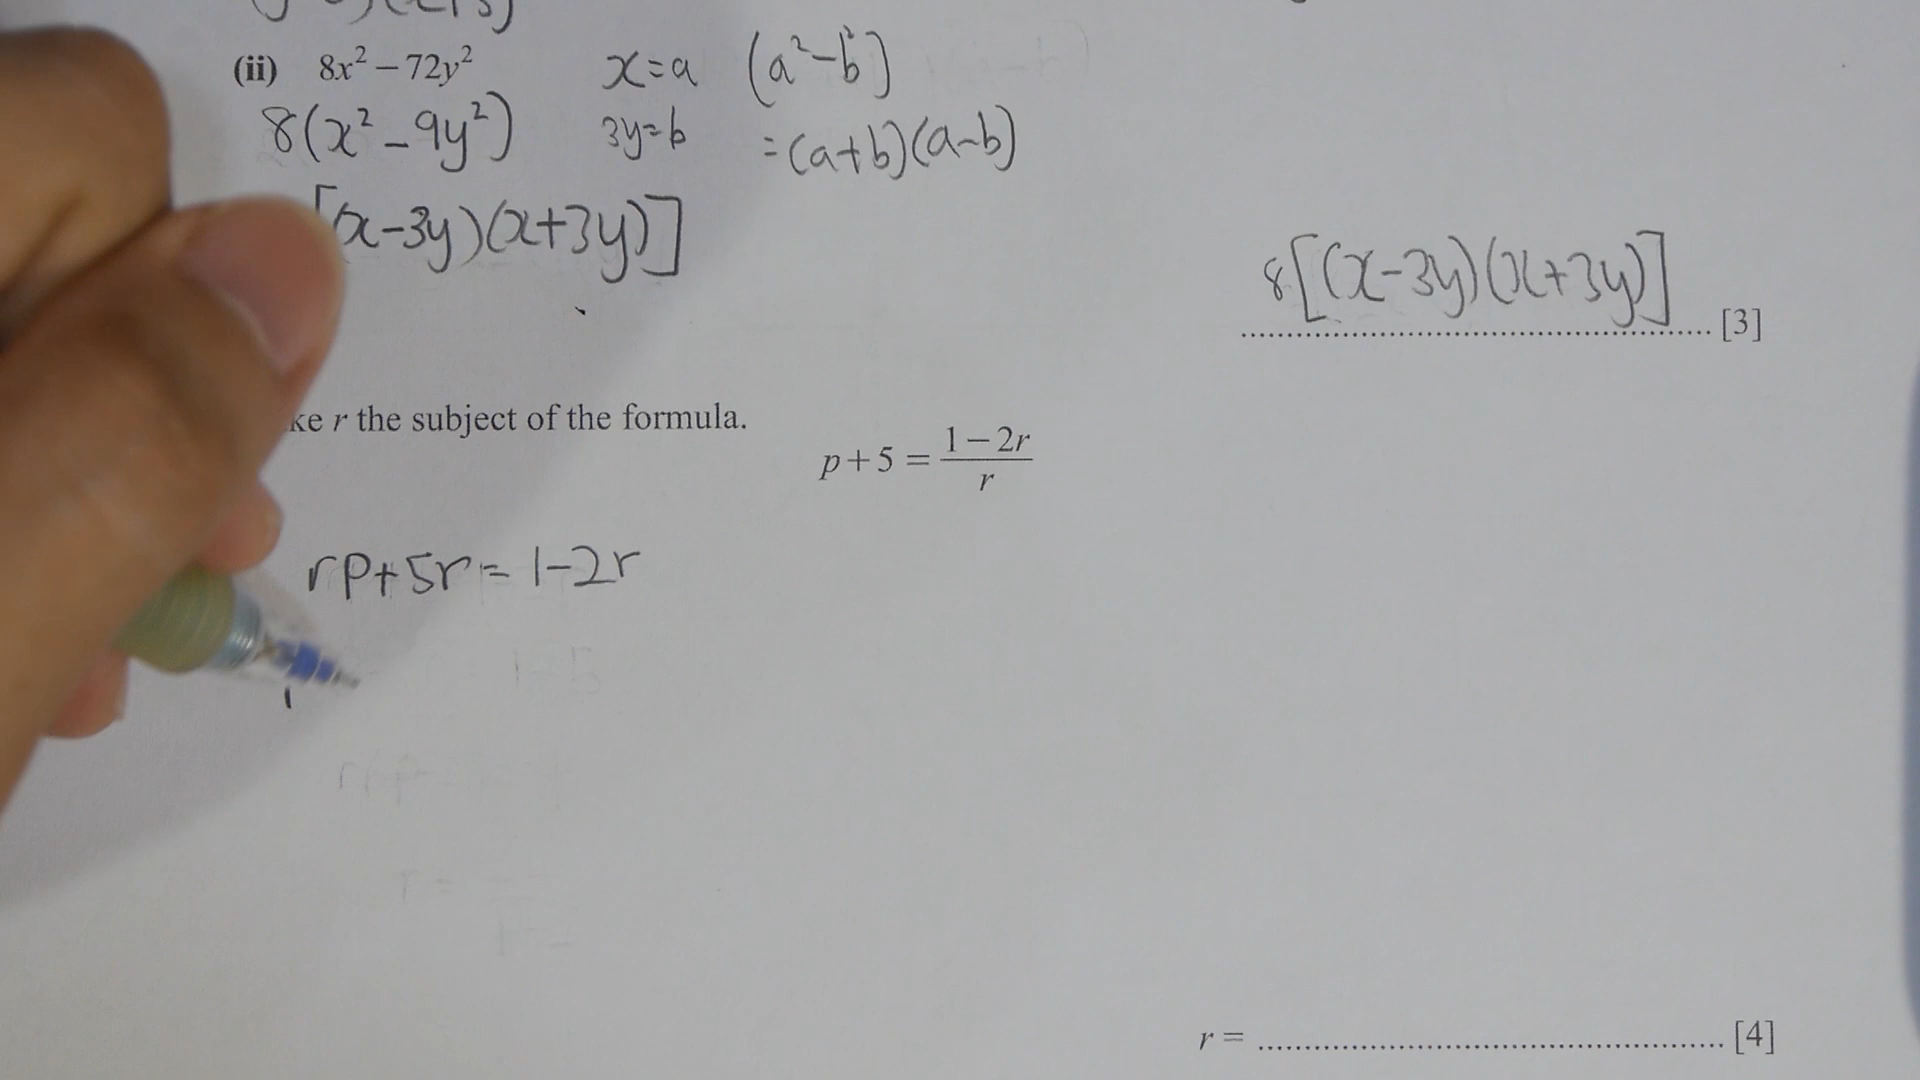 (ii) 8x² – 72y² x=a (a²-b²)
8(x² - 9y²) 3y=b =(a+b)(a-b)
[(x-3y)(x+3y)]
8[(x-3y)(x+3y)]
[3]
ke r the subject of the formula.
p + 5 = (1 – 2r)/r
rp+5r = 1-2r
r = [4]